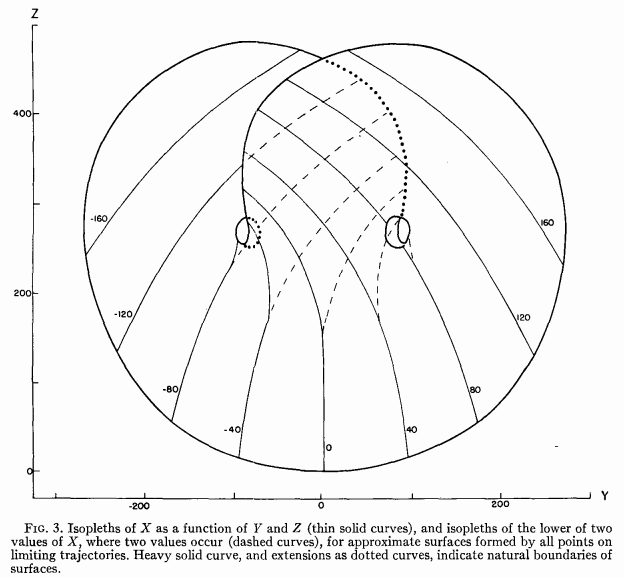 Z
400
-160
160
200
-120
120
-80
80
-40
0
40
0
-200
0
200
Y
FIG. 3. Isopleths of X as a function of Y and Z (thin solid curves), and isopleths of the lower of two
values of X, where two values occur (dashed curves), for approximate surfaces formed by all points on
limiting trajectories. Heavy solid curve, and extensions as dotted curves, indicate natural boundaries of
surfaces.